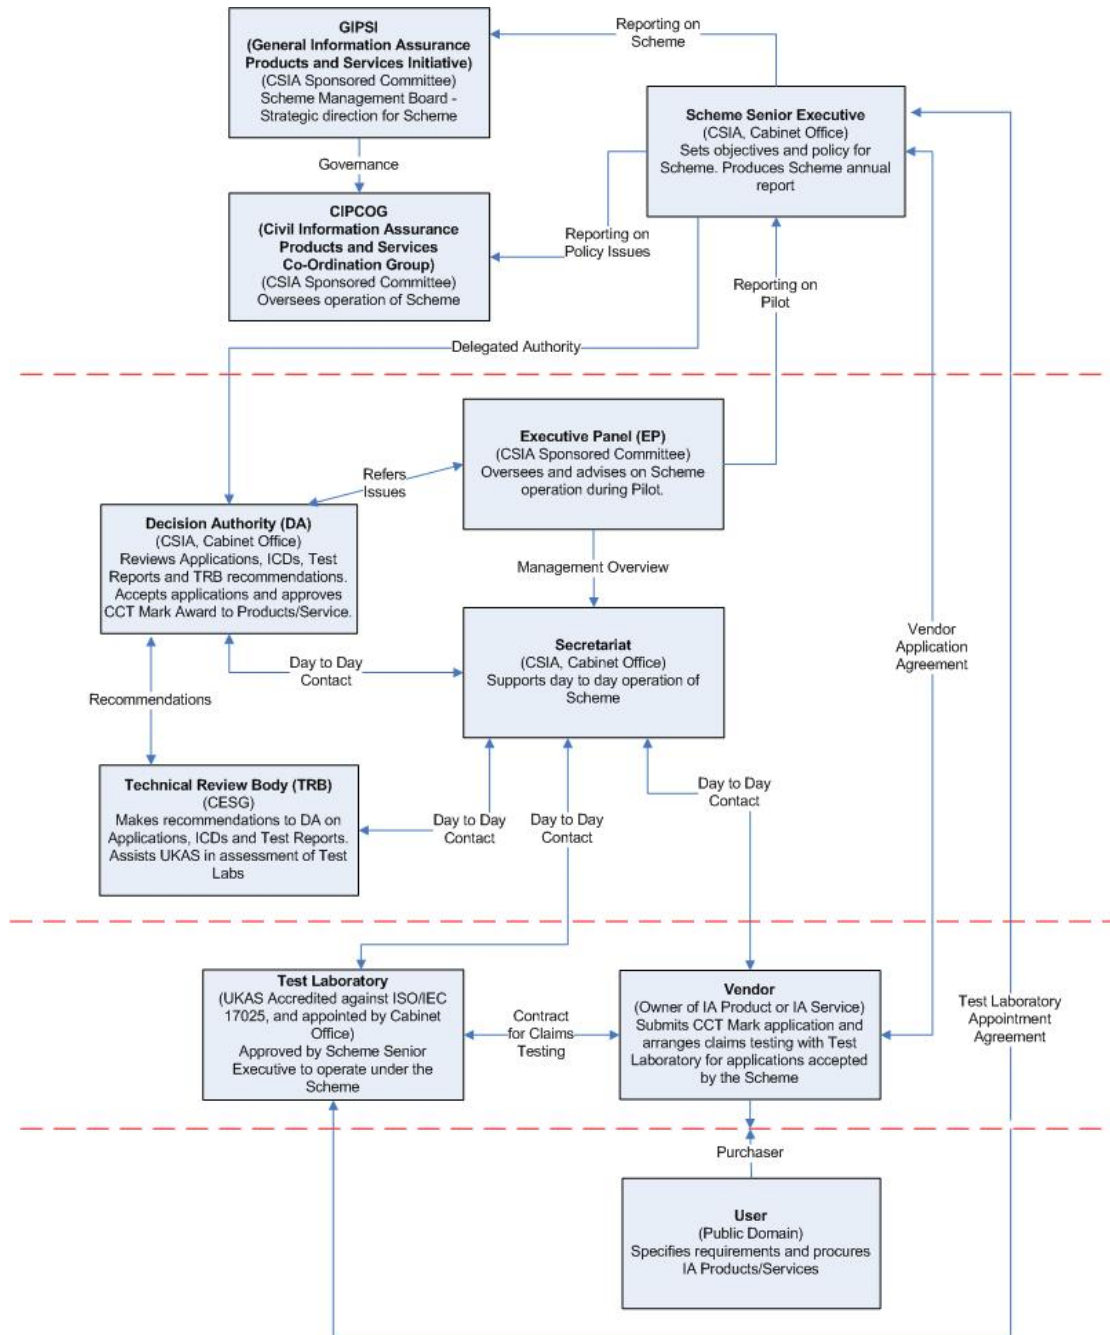 GIPSI
(General Information Assurance
Products and Services Initiative)
(CSIA Sponsored Committee)
Scheme Management Board -
Strategic direction for Scheme
Reporting on
Scheme
Scheme Senior Executive
(CSIA, Cabinet Office)
Sets objectives and policy for
Scheme. Produces Scheme annual
report
Governance
CIPCOG
(Civil Information Assurance
Products and Services
Co-Ordination Group)
(CSIA Sponsored Committee)
Oversees operation of Scheme
Reporting on
Policy Issues
Reporting on
Pilot
Delegated Authority
Executive Panel (EP)
(CSIA Sponsored Committee)
Oversees and advises on Scheme
operation during Pilot.
Refers
Issues
Decision Authority (DA)
(CSIA, Cabinet Office)
Reviews Applications, ICDs, Test
Reports and TRB recommendations.
Accepts applications and approves
CCT Mark Award to Products/Service.
Management Overview
Secretariat
(CSIA, Cabinet Office)
Supports day to day operation of
Scheme
Day to Day
Contact
Vendor
Application
Agreement
Recommendations
Technical Review Body (TRB)
(CESG)
Makes recommendations to DA on
Applications, ICDs and Test Reports.
Assists UKAS in assessment of Test
Labs
Day to Day
Contact
Day to Day
Contact
Day to Day
Contact
Test Laboratory
(UKAS Accredited against ISO/IEC
17025, and appointed by Cabinet
Office)
Approved by Scheme Senior
Executive to operate under the
Scheme
Contract
for Claims
Testing
Vendor
(Owner of IA Product or IA Service)
Submits CCT Mark application and
arranges claims testing with Test
Laboratory for applications accepted
by the Scheme
Test Laboratory
Appointment
Agreement
Purchaser
User
(Public Domain)
Specifies requirements and procures
IA Products/Services